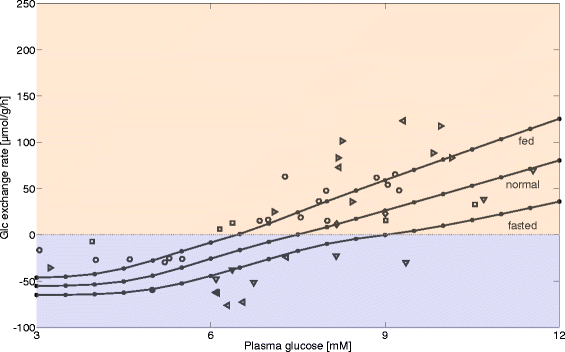 250
200
150
100
50
0
-50
-100
Glc exchange rate [μmol/g/h]
fed
normal
fasted
3
6
9
12
Plasma glucose [mM]